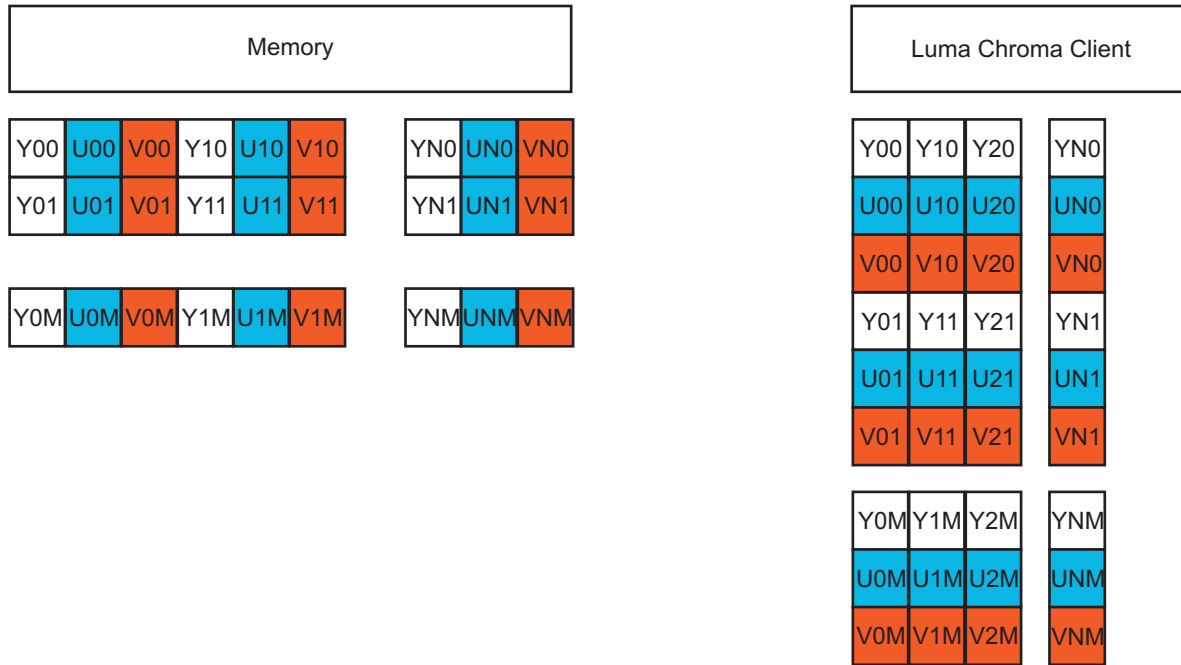 Memory
Y00 U00 V00 Y10 U10 V10 YN0 UN0 VN0
Y01 U01 V01 Y11 U11 V11 YN1 UN1 VN1
Y0M U0M V0M Y1M U1M V1M YNM UNM VNM
Luma Chroma Client
Y00 Y10 Y20 YN0
U00 U10 U20 UN0
V00 V10 V20 VN0
Y01 Y11 Y21 YN1
U01 U11 U21 UN1
V01 V11 V21 VN1
Y0M Y1M Y2M YNM
U0M U1M U2M UNM
V0M V1M V2M VNM